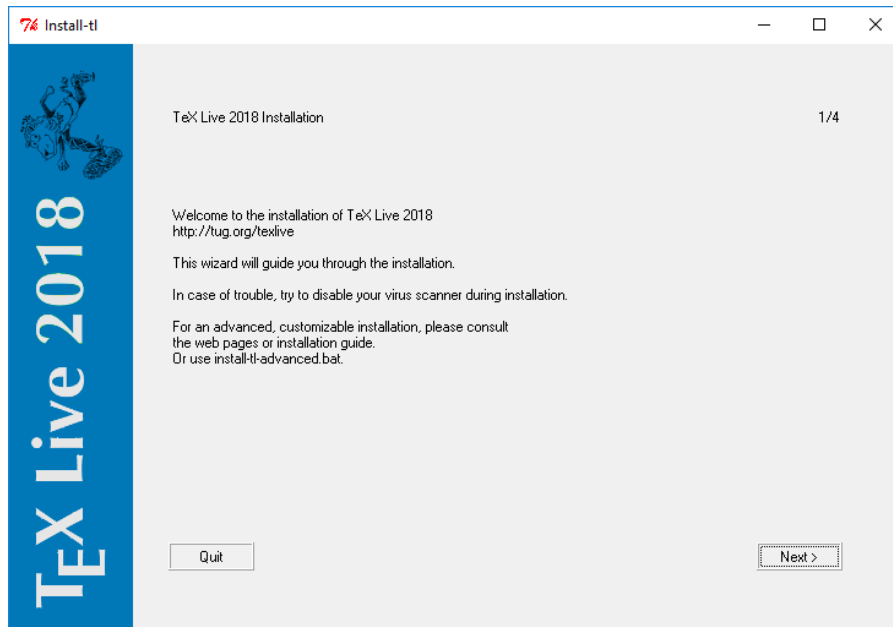 Install-tl
TeX Live 2018
TeX Live 2018 Installation 1/4
Welcome to the installation of TeX Live 2018
http://tug.org/texlive
This wizard will guide you through the installation.
In case of trouble, try to disable your virus scanner during installation.
For an advanced, customizable installation, please consult
the web pages or installation guide.
Or use install-tl-advanced.bat.
Quit
Next >